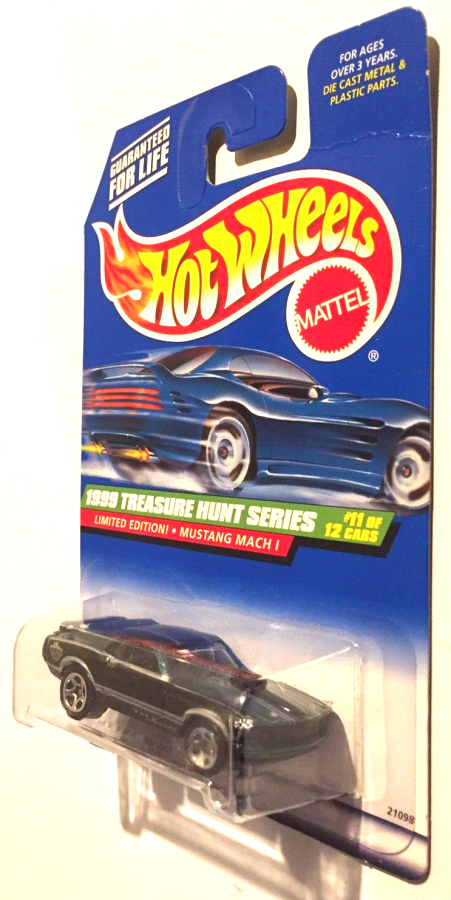 FOR AGES
OVER 3 YEARS.
DIE CAST METAL &
PLASTIC PARTS.
GUARANTEED
FOR LIFE
HOT WHEELS
MATTEL
®
1999 TREASURE HUNT SERIES
#11 OF
12 CARS
LIMITED EDITION! • MUSTANG MACH I
21098